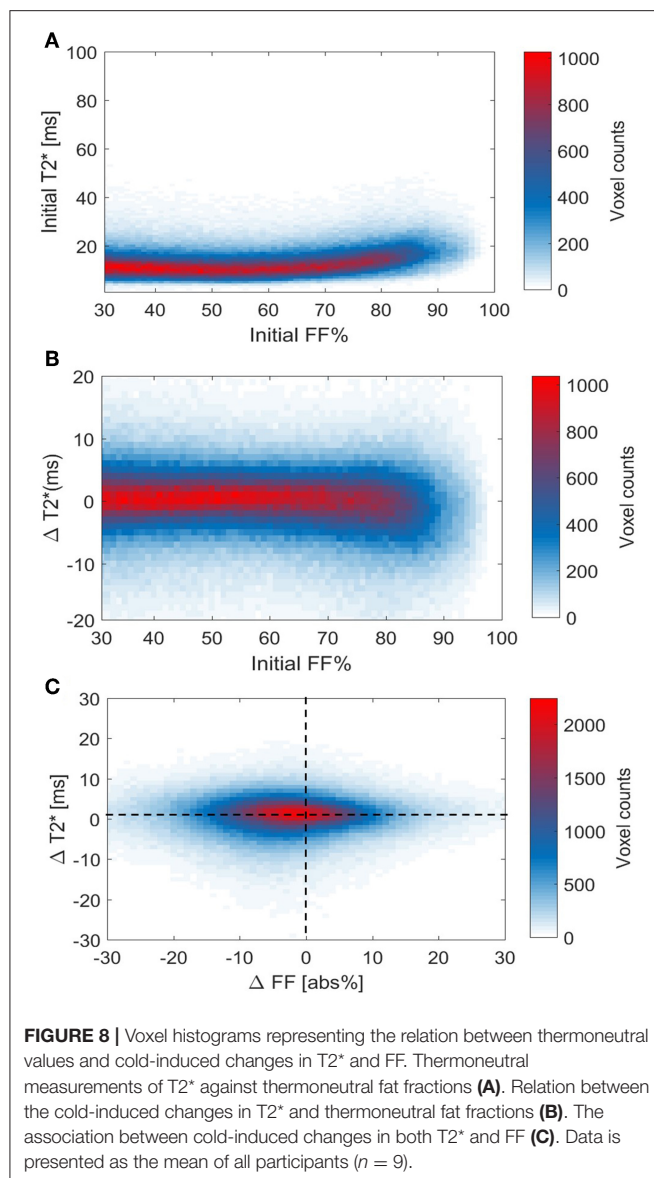 A
100
80
60
40
20
Initial T2* [ms]
30 40 50 60 70 80 90 100
Initial FF%
1000
800
600
400
200
0
Voxel counts
B
20
10
0
-10
-20
Δ T2*(ms)
30 40 50 60 70 80 90 100
Initial FF%
1000
800
600
400
200
0
Voxel counts
C
30
20
10
0
-10
-20
-30
Δ T2* [ms]
-30 -20 -10 0 10 20 30
Δ FF [abs%]
2000
1500
1000
500
0
Voxel counts
FIGURE 8 | Voxel histograms representing the relation between thermoneutral
values and cold-induced changes in T2* and FF. Thermoneutral
measurements of T2* against thermoneutral fat fractions (A). Relation between
the cold-induced changes in T2* and thermoneutral fat fractions (B). The
association between cold-induced changes in both T2* and FF (C). Data is
presented as the mean of all participants (n = 9).